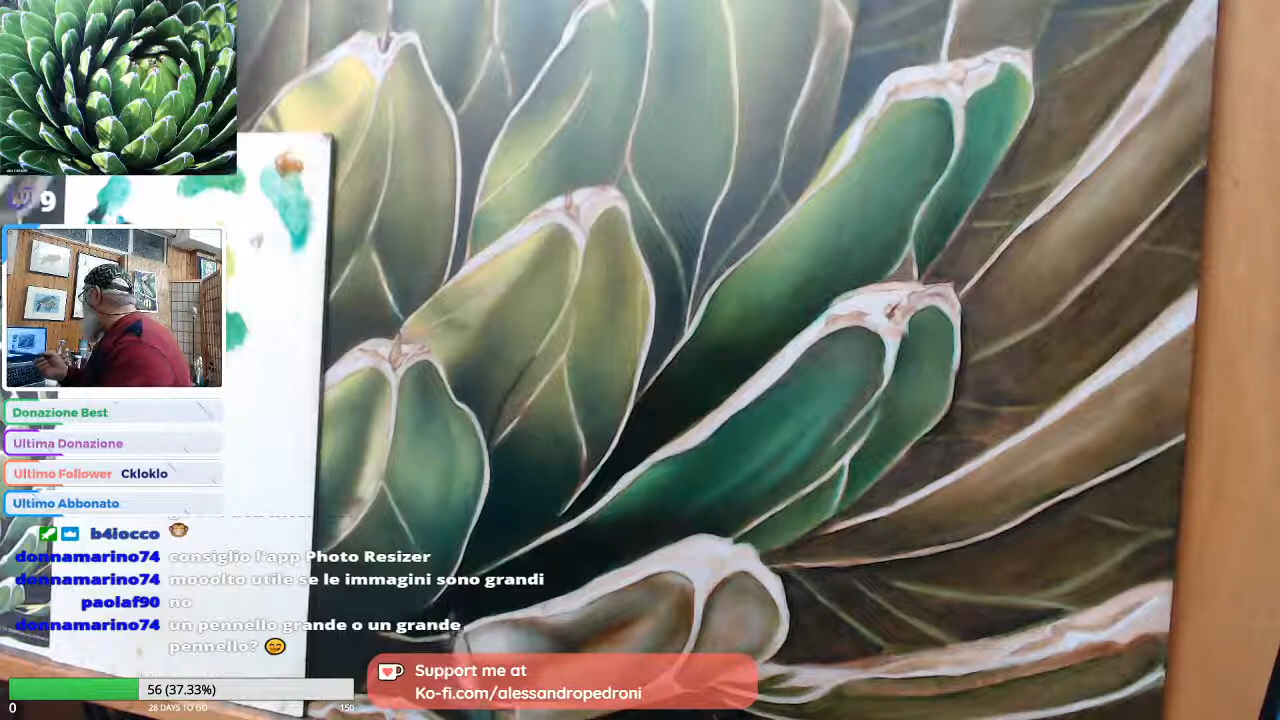 9
Donazione Best
Ultima Donazione
Ultimo Follower Ckloklo
Ultimo Abbonato
b4iocco
donnamarino74 consiglio l'app Photo Resizer
donnamarino74 mooolto utile se le immagini sono grandi
paolaf90 no
donnamarino74 un pennello grande o un grande
pennello?
Support me at
Ko-fi.com/alessandropedroni
56 (37.33%)
0 28 DAYS TO GO 150